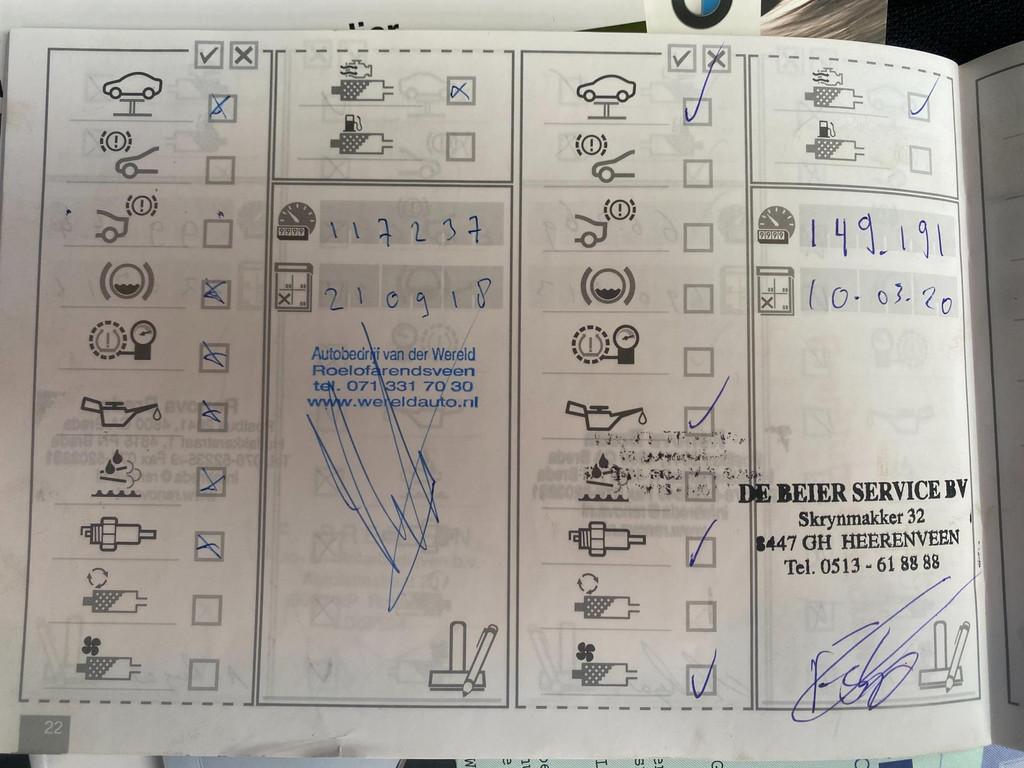 117237
210918
Autobedrijf van der Wereld
Roelofarendsveen
tel. 071 331 70 30
www.wereldauto.nl
149.191
10-03-20
DE BEIER SERVICE BV
Skrynmakker 32
8447 GH HEERENVEEN
Tel. 0513 - 61 88 88
22